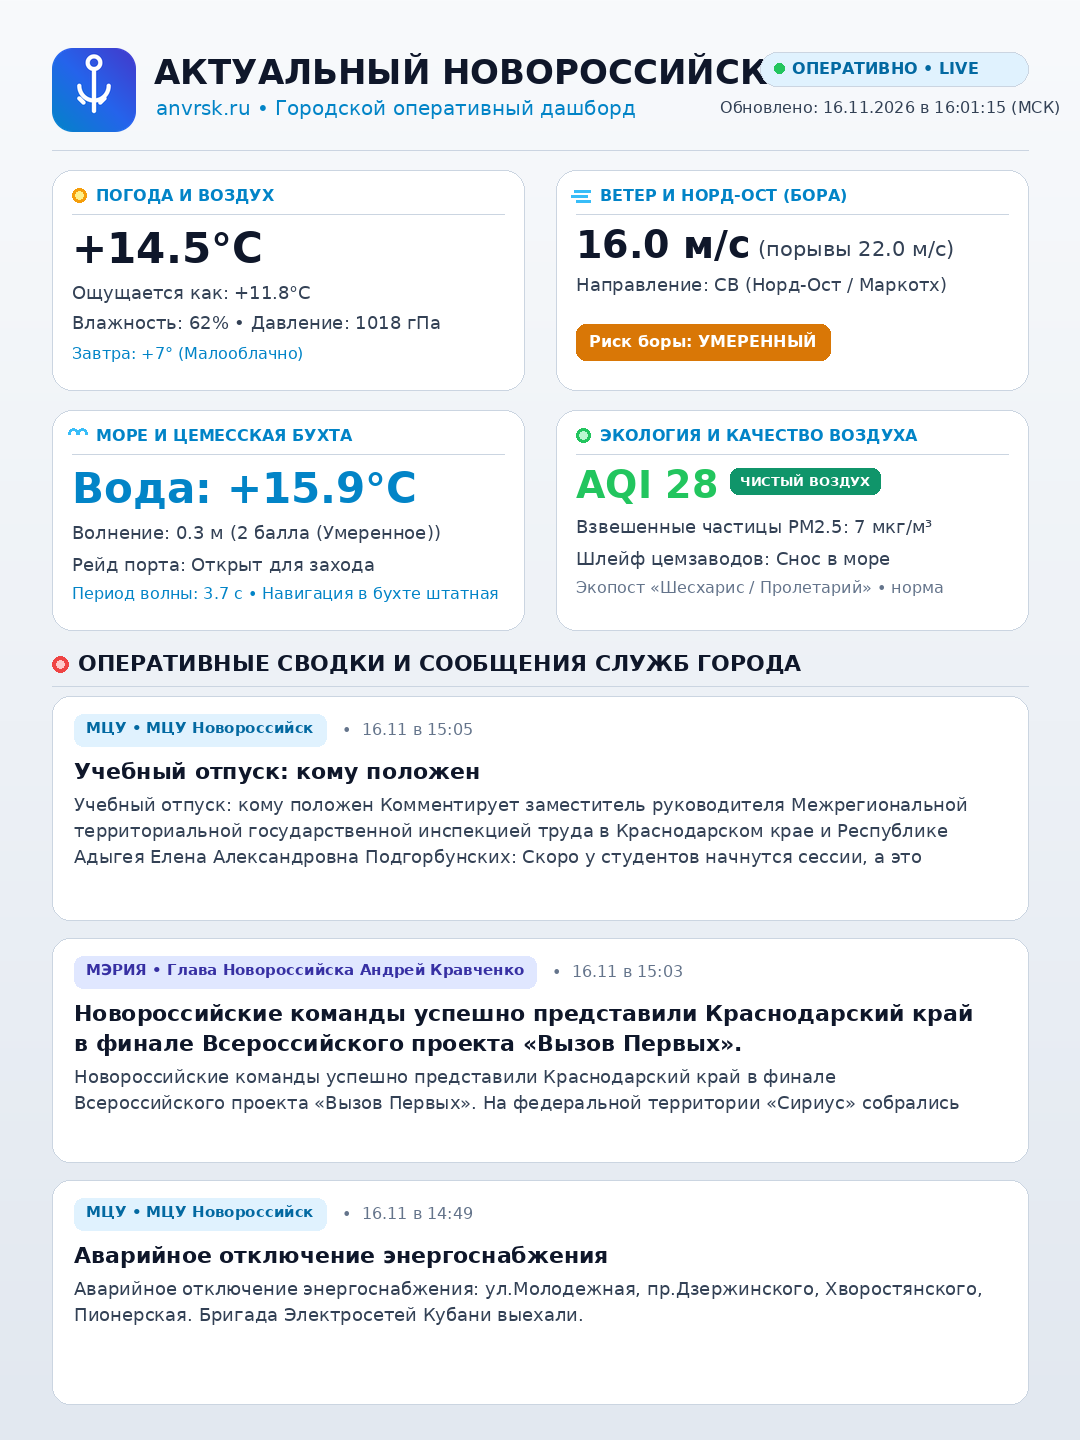 АКТУАЛЬНЫЙ НОВОРОССИЙСК
ОПЕРАТИВНО • LIVE
anvrsk.ru • Городской оперативный дашборд
Обновлено: 16.11.2026 в 16:01:15 (МСК)
ПОГОДА И ВОЗДУХ
+14.5°C
Ощущается как: +11.8°C
Влажность: 62% • Давление: 1018 гПа
Завтра: +7° (Малооблачно)
ВЕТЕР И НОРД-ОСТ (БОРА)
16.0 м/с (порывы 22.0 м/с)
Направление: СВ (Норд-Ост / Маркотх)
Риск боры: УМЕРЕННЫЙ
МОРЕ И ЦЕМЕССКАЯ БУХТА
Вода: +15.9°C
Волнение: 0.3 м (2 балла (Умеренное))
Рейд порта: Открыт для захода
Период волны: 3.7 с • Навигация в бухте штатная
ЭКОЛОГИЯ И КАЧЕСТВО ВОЗДУХА
AQI 28 ЧИСТЫЙ ВОЗДУХ
Взвешенные частицы PM2.5: 7 мкг/м³
Шлейф цемзаводов: Снос в море
Экопост «Шесхарис / Пролетарий» • норма
ОПЕРАТИВНЫЕ СВОДКИ И СООБЩЕНИЯ СЛУЖБ ГОРОДА
МЦУ • МЦУ Новороссийск • 16.11 в 15:05
Учебный отпуск: кому положен
Учебный отпуск: кому положен Комментирует заместитель руководителя Межрегиональной
территориальной государственной инспекцией труда в Краснодарском крае и Республике
Адыгея Елена Александровна Подгорбунских: Скоро у студентов начнутся сессии, а это
МЭРИЯ • Глава Новороссийска Андрей Кравченко • 16.11 в 15:03
Новороссийские команды успешно представили Краснодарский край
в финале Всероссийского проекта «Вызов Первых».
Новороссийские команды успешно представили Краснодарский край в финале
Всероссийского проекта «Вызов Первых». На федеральной территории «Сириус» собрались
МЦУ • МЦУ Новороссийск • 16.11 в 14:49
Аварийное отключение энергоснабжения
Аварийное отключение энергоснабжения: ул.Молодежная, пр.Дзержинского, Хворостянского,
Пионерская. Бригада Электросетей Кубани выехали.